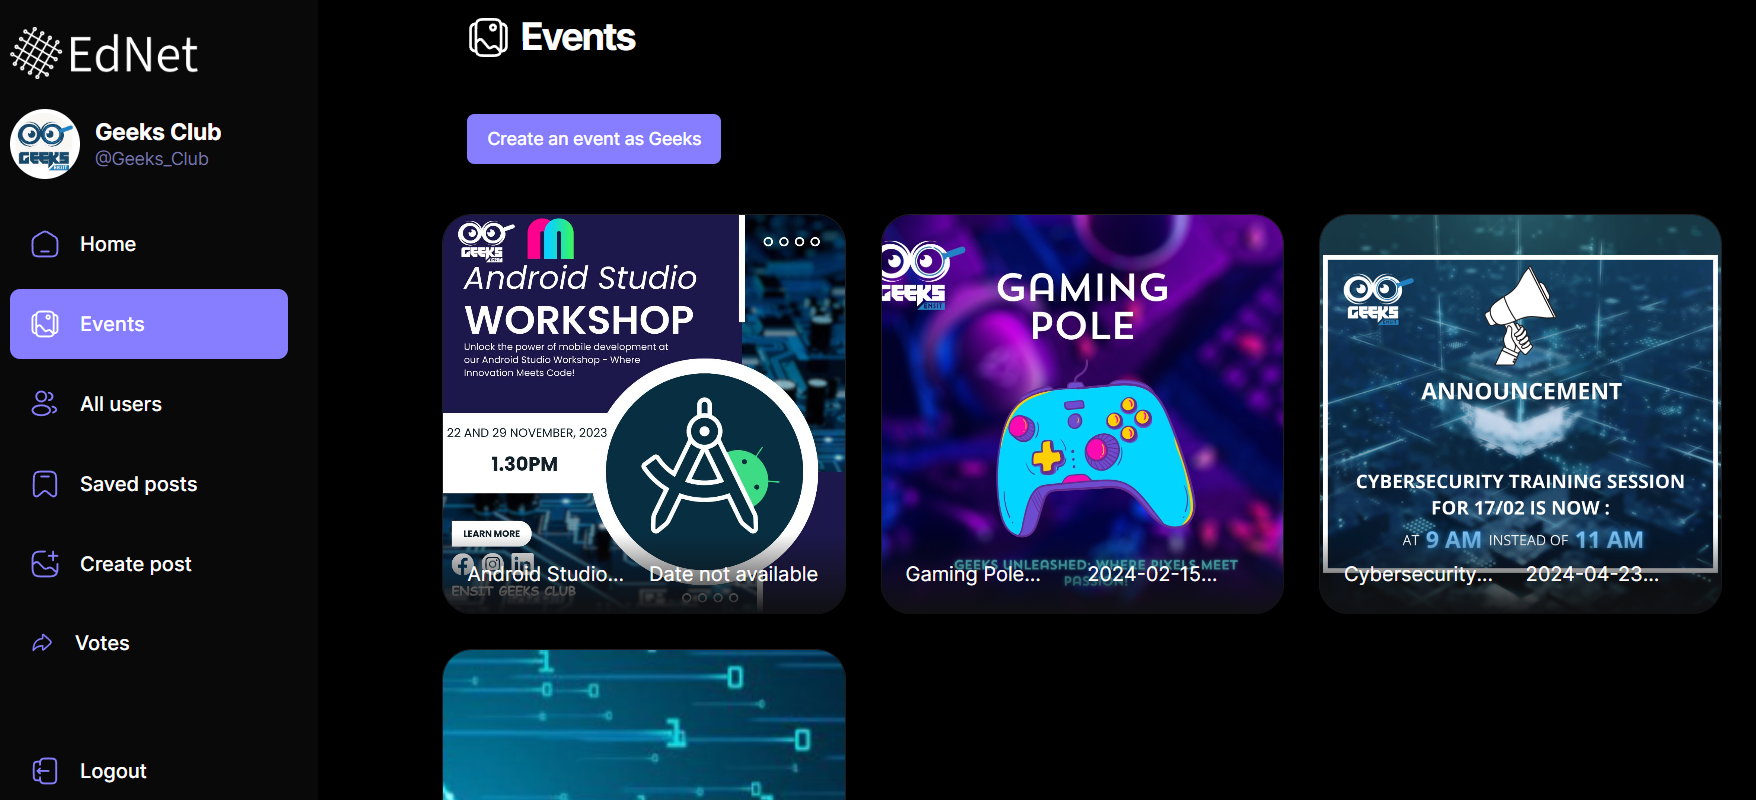 EdNet
GEEKS
ENSIT
Geeks Club
@Geeks_Club
Home
Events
All users
Saved posts
Create post
Votes
Logout
Events
Create an event as Geeks
GEEKS
Android Studio
WORKSHOP
Unlock the power of mobile development at
our Android Studio Workshop - Where
Innovation Meets Code!
22 AND 29 NOVEMBER, 2023
1.30PM
LEARN MORE
ENSIT GEEKS CLUB
Android Studio...
Date not available
GEEKS
ENSIT
GAMING
POLE
GEEKS UNLEASHED: WHERE PIXELS MEET
PASSION!
Gaming Pole...
2024-02-15...
GEEKS
ENSIT
ANNOUNCEMENT
CYBERSECURITY TRAINING SESSION
FOR 17/02 IS NOW :
AT 9 AM INSTEAD OF 11 AM
Cybersecurity...
2024-04-23...